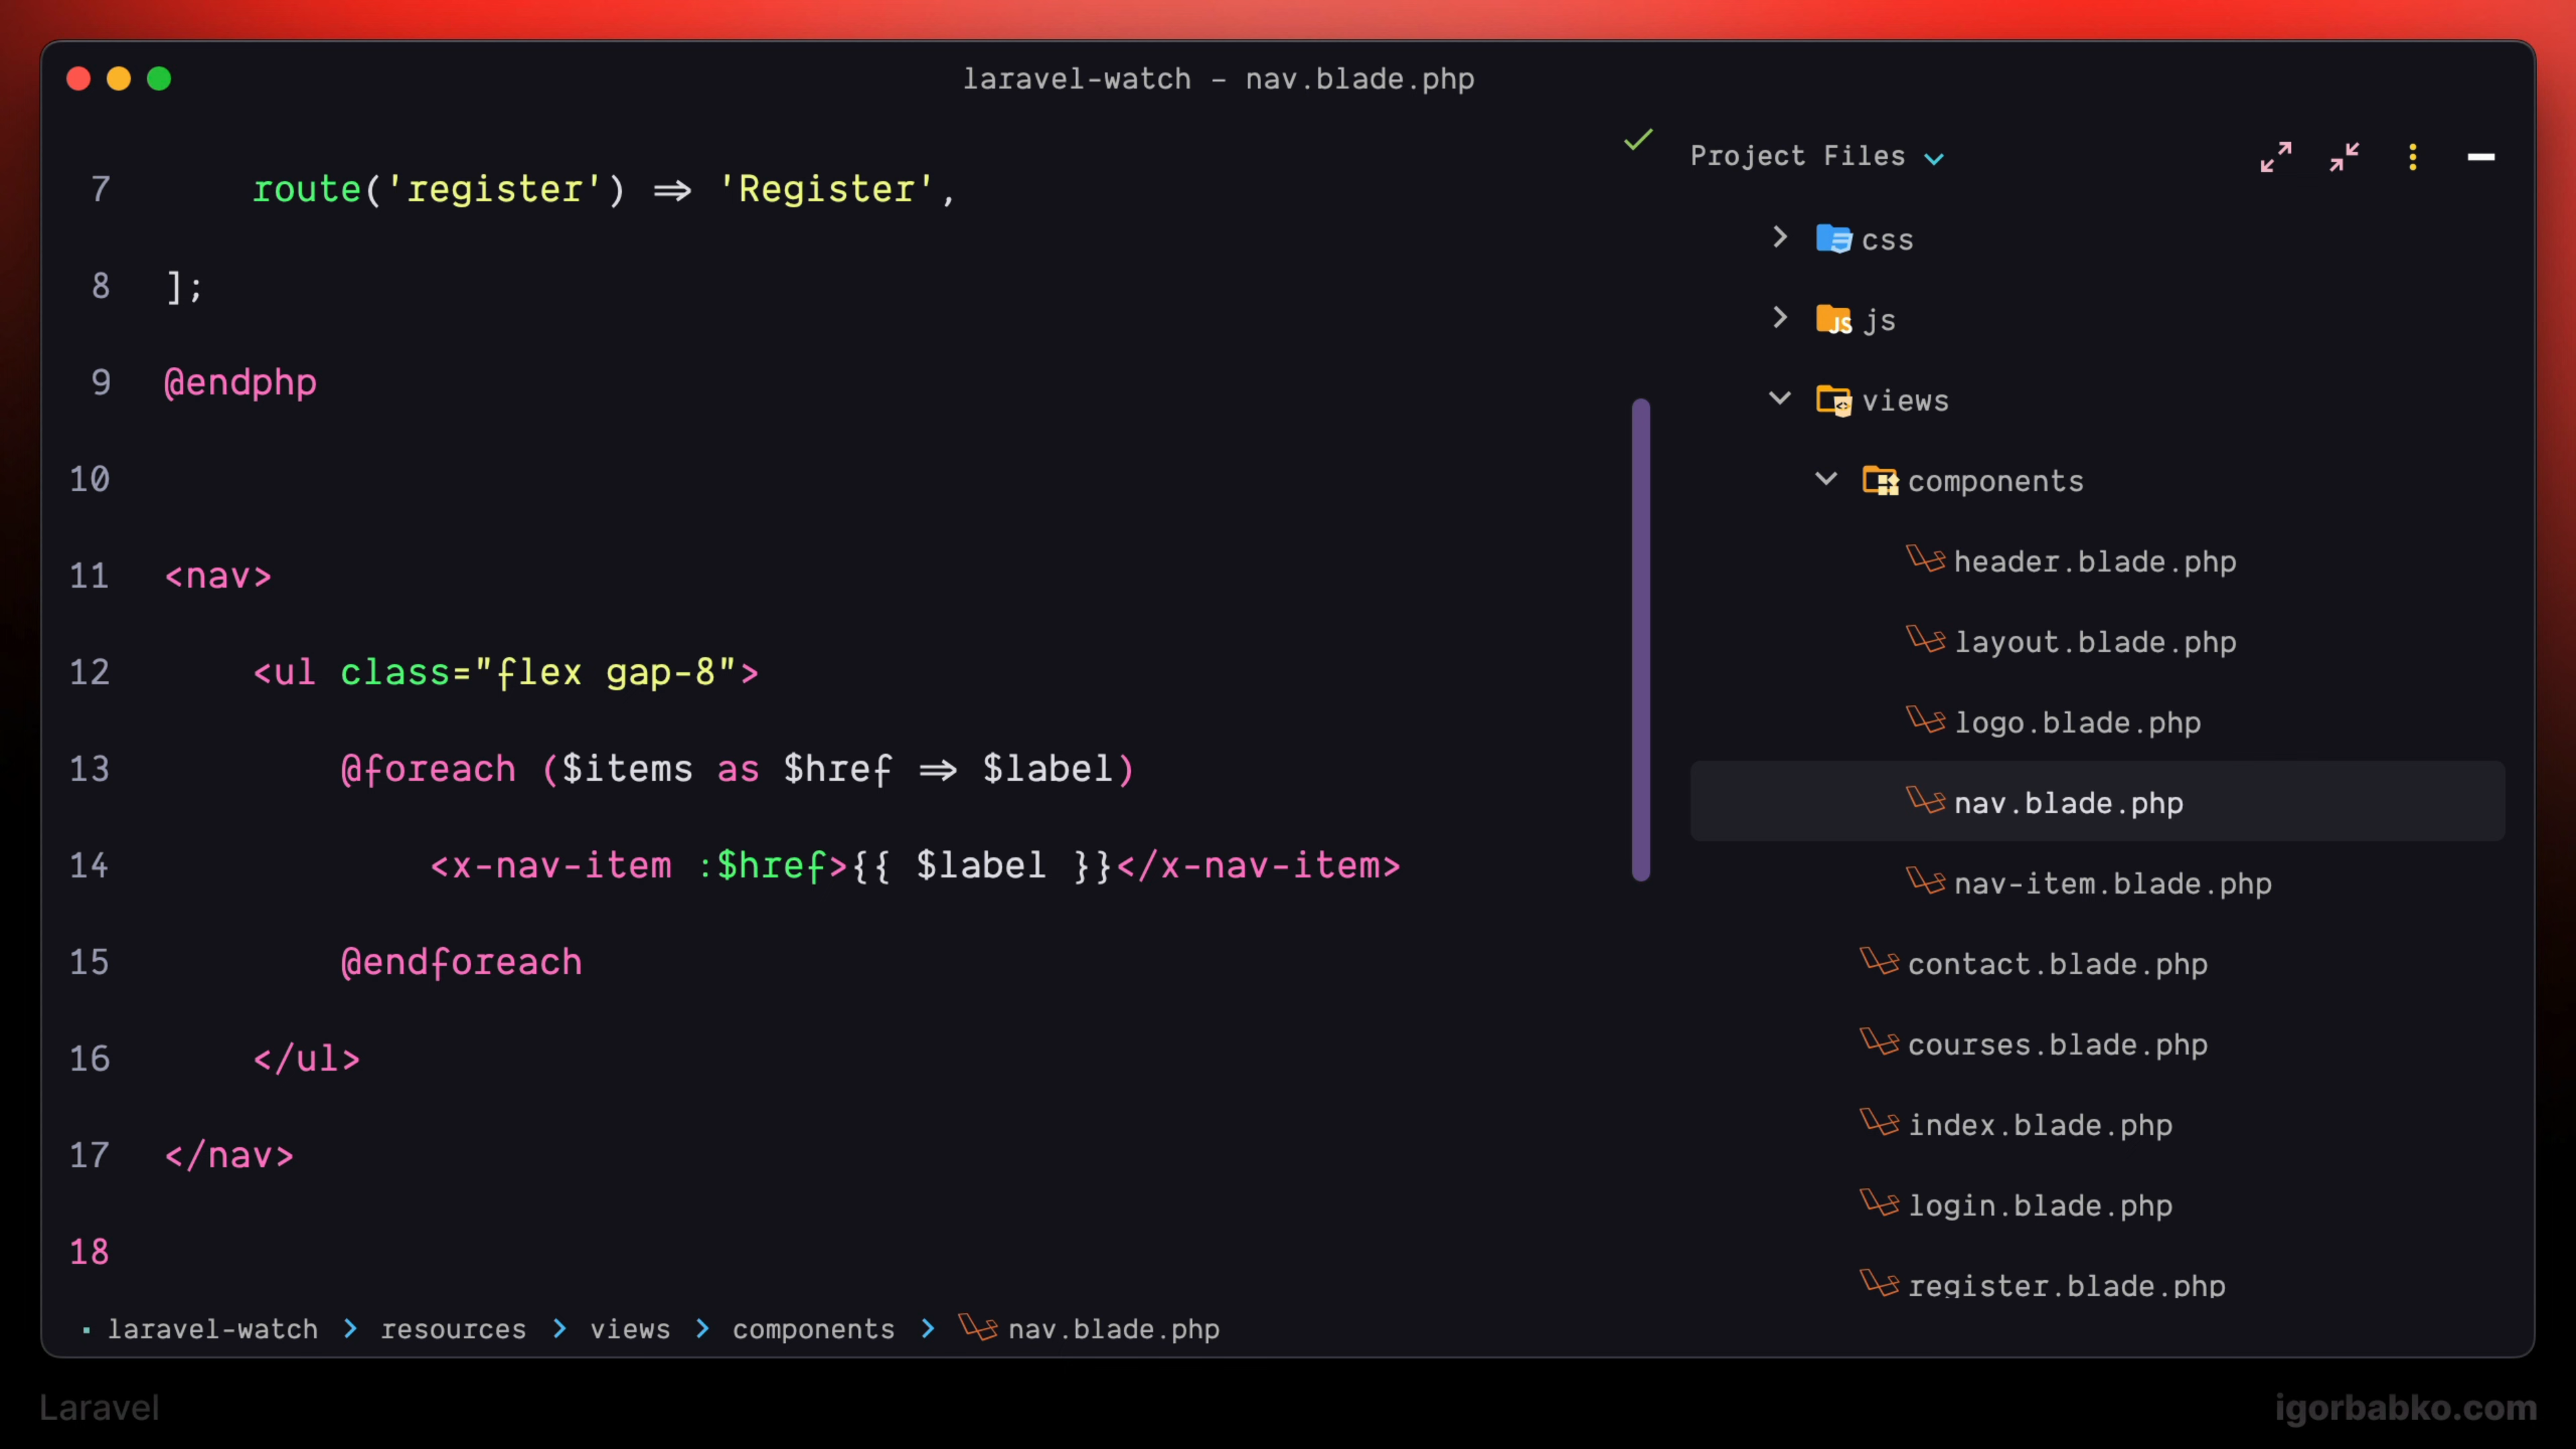 laravel-watch – nav.blade.php
7 route('register') => 'Register',
8 ];
9 @endphp
10
11 <nav>
12 <ul class="flex gap-8">
13 @foreach ($items as $href => $label)
14 <x-nav-item :$href>{{ $label }}</x-nav-item>
15 @endforeach
16 </ul>
17 </nav>
18
Project Files
css
JS js
views
components
header.blade.php
layout.blade.php
logo.blade.php
nav.blade.php
nav-item.blade.php
contact.blade.php
courses.blade.php
index.blade.php
login.blade.php
register.blade.php
laravel-watch > resources > views > components > nav.blade.php
Laravel
igorbabko.com